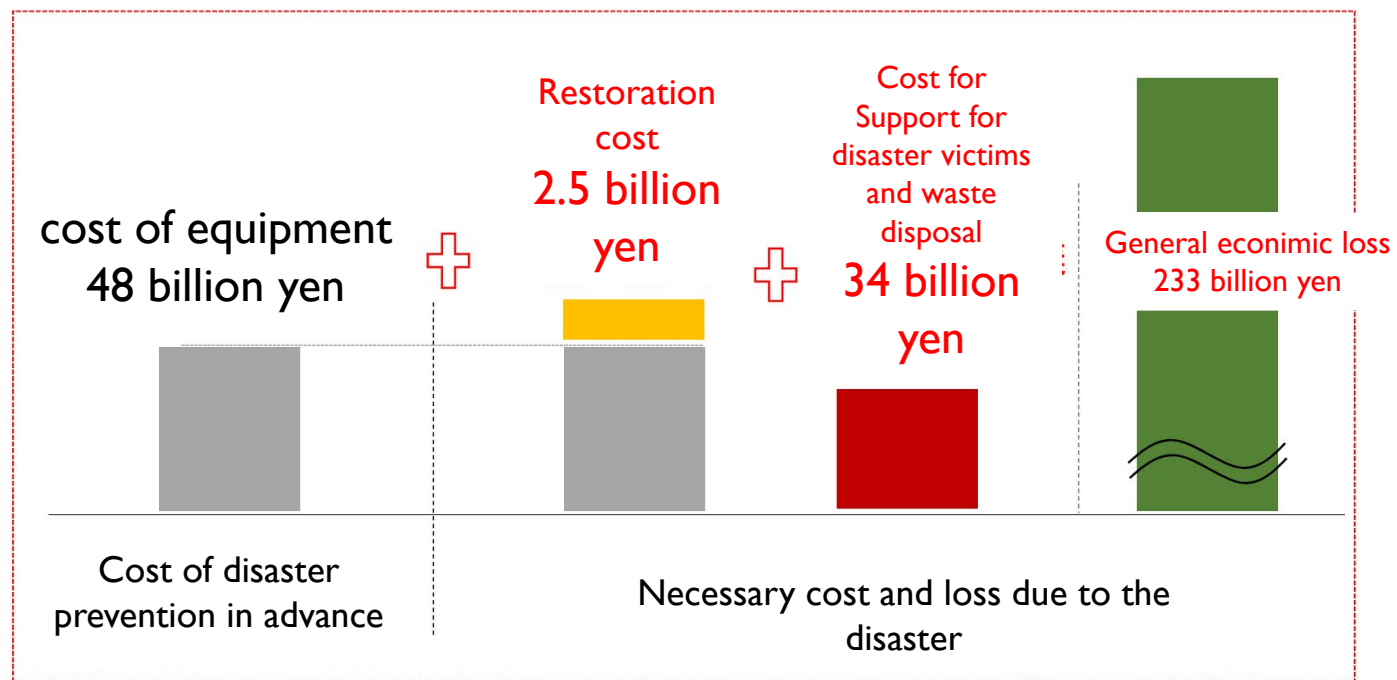 cost of equipment
48 billion yen
Restoration
cost
2.5 billion
yen
Cost for
Support for
disaster victims
and waste
disposal
34 billion
yen
General econimic loss
233 billion yen
Cost of disaster
prevention in advance
Necessary cost and loss due to the
disaster